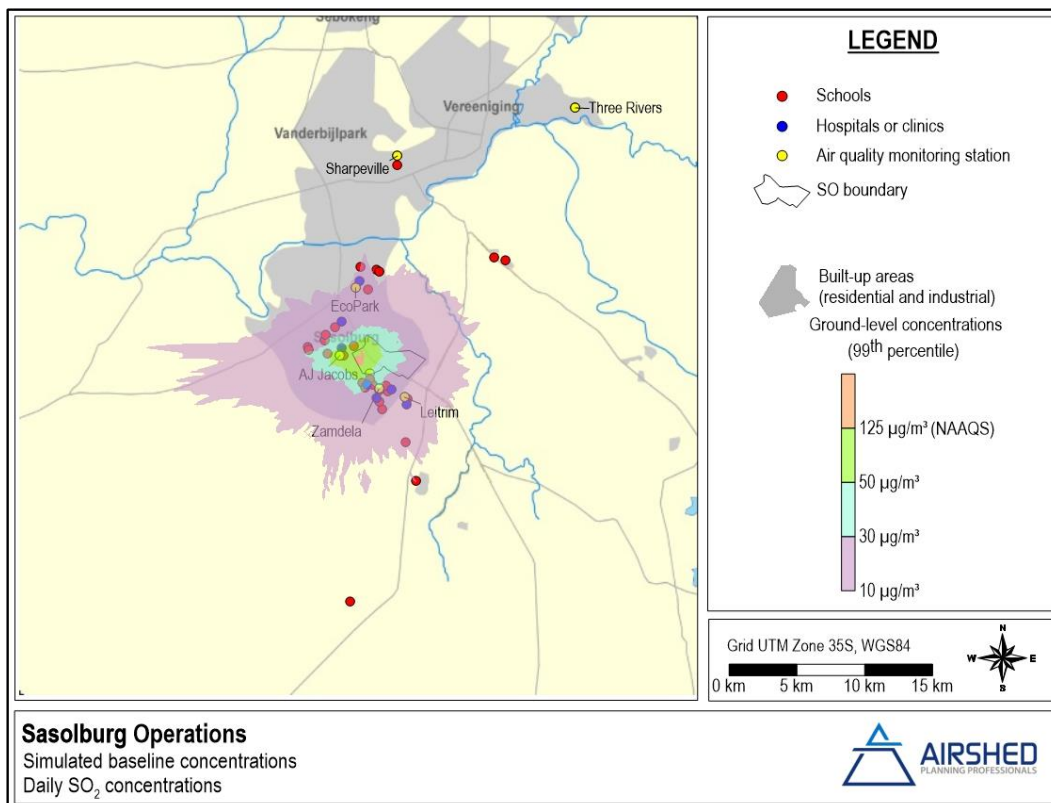 Sebokeng
Vereeniging
Three Rivers
Vanderbijlpark
Sharpeville
EcoPark
Sasolburg
AJ Jacobs
Leitrim
Zamdela
LEGEND
Schools
Hospitals or clinics
Air quality monitoring station
SO boundary
Built-up areas
(residential and industrial)
Ground-level concentrations
(99th percentile)
125 µg/m³ (NAAQS)
50 µg/m³
30 µg/m³
10 µg/m³
Grid UTM Zone 35S, WGS84
N
W E
S
0 km 5 km 10 km 15 km
Sasolburg Operations
Simulated baseline concentrations
Daily SO₂ concentrations
AIRSHED
PLANNING PROFESSIONALS